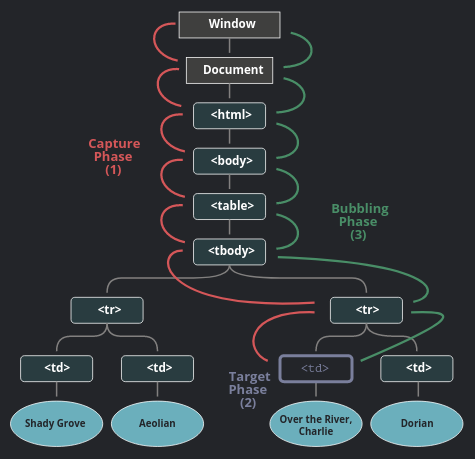 Window
Document
<html>
Capture
Phase
(1)
<body>
<table>
Bubbling
Phase
(3)
<tbody>
<tr>
<tr>
<td>
<td>
<td>
<td>
Target
Phase
(2)
Shady Grove
Aeolian
Over the River,
Charlie
Dorian